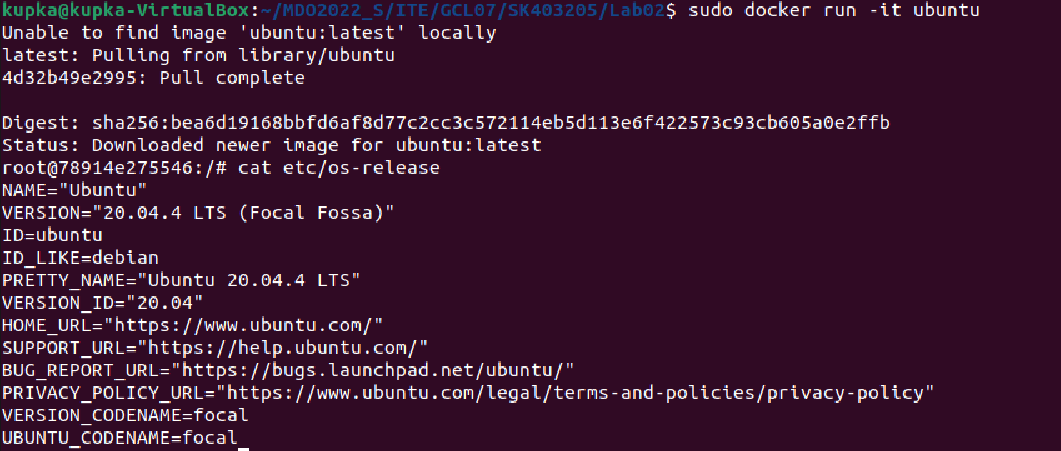 kupka@kupka-VirtualBox:~/MDO2022_S/ITE/GCL07/SK403205/Lab02$ sudo docker run -it ubuntu
Unable to find image 'ubuntu:latest' locally
latest: Pulling from library/ubuntu
4d32b49e2995: Pull complete
Digest: sha256:bea6d19168bbfd6af8d77c2cc3c572114eb5d113e6f422573c93cb605a0e2ffb
Status: Downloaded newer image for ubuntu:latest
root@78914e275546:/# cat etc/os-release
NAME="Ubuntu"
VERSION="20.04.4 LTS (Focal Fossa)"
ID=ubuntu
ID_LIKE=debian
PRETTY_NAME="Ubuntu 20.04.4 LTS"
VERSION_ID="20.04"
HOME_URL="https://www.ubuntu.com/"
SUPPORT_URL="https://help.ubuntu.com/"
BUG_REPORT_URL="https://bugs.launchpad.net/ubuntu/"
PRIVACY_POLICY_URL="https://www.ubuntu.com/legal/terms-and-policies/privacy-policy"
VERSION_CODENAME=focal
UBUNTU_CODENAME=focal